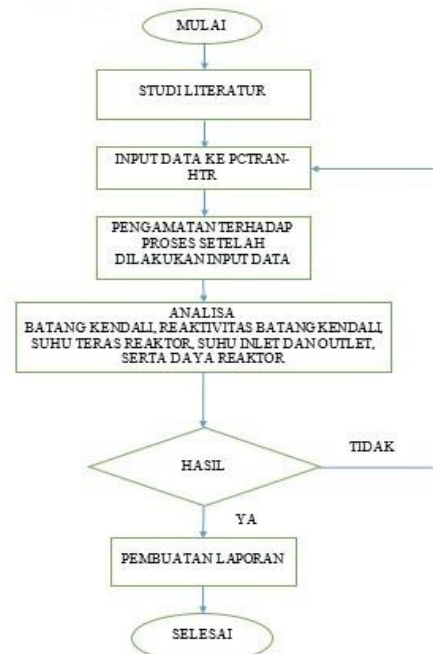 MULAI
STUDI LITERATUR
INPUT DATA KE PCTRAN-
HTR
PENGAMATAN TERHADAP
PROSES SETELAH
DILAKUKAN INPUT DATA
ANALISA
BATANG KENDALI, REAKTIVITAS BATANG KENDALI,
SUHU TERAS REAKTOR, SUHU INLET DAN OUTLET,
SERTA DAYA REAKTOR
HASIL
TIDAK
YA
PEMBUATAN LAPORAN
SELESAI